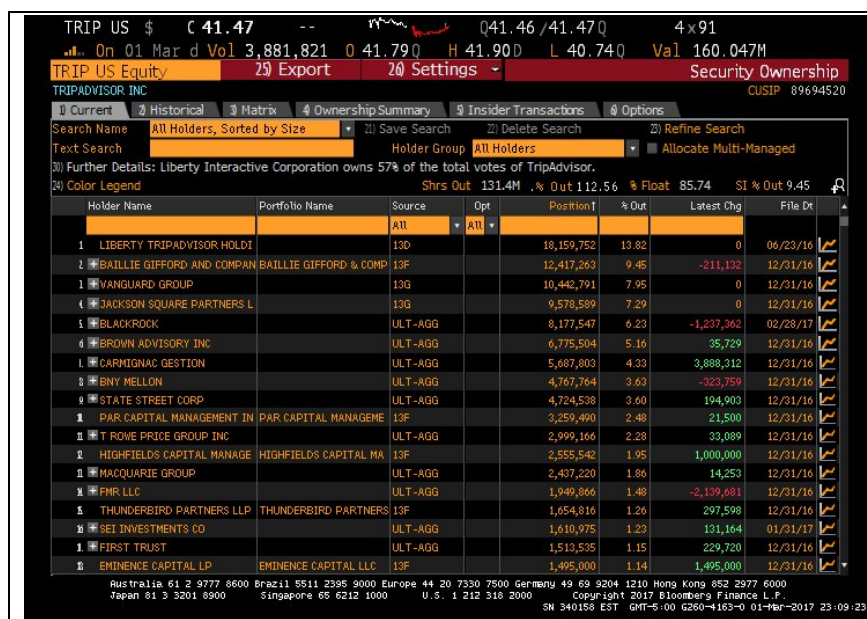 TRIP US $ C 41.47 -- Q41.46 / 41.47Q 4×91
On 01 Mar d Vol 3,881,821 O 41.79Q H 41.90D L 40.74Q Val 160.047M
TRIP US Equity 25) Export 26) Settings Security Ownership
TRIPADVISOR INC CUSIP 89694520
1) Current 2) Historical 3) Matrix 4) Ownership Summary 5) Insider Transactions 6) Options
Search Name All Holders, Sorted by Size 21) Save Search 22) Delete Search 23) Refine Search
Text Search Holder Group All Holders Allocate Multi-Managed
30) Further Details: Liberty Interactive Corporation owns 57% of the total votes of TripAdvisor.
24) Color Legend Shrs Out 131.4M .% Out 112.56 % Float 85.74 SI % Out 9.45
Holder Name Portfolio Name Source Opt Position↑ % Out Latest Chg File Dt
All All
1 LIBERTY TRIPADVISOR HOLDI 13D 18,159,752 13.82 0 06/23/16
2 BAILLIE GIFFORD AND COMPAN BAILLIE GIFFORD & COMP 13F 12,417,263 9.45 -211,132 12/31/16
VANGUARD GROUP 13G 10,442,791 7.95 0 12/31/16
JACKSON SQUARE PARTNERS L 13G 9,578,589 7.29 0 12/31/16
5 BLACKROCK ULT-AGG 8,177,547 6.23 -1,237,362 02/28/17
6 BROWN ADVISORY INC ULT-AGG 6,775,504 5.16 35,729 12/31/16
CARMIGNAC GESTION ULT-AGG 5,687,803 4.33 3,888,312 12/31/16
8 BNY MELLON ULT-AGG 4,767,764 3.63 -323,759 12/31/16
9 STATE STREET CORP ULT-AGG 4,724,538 3.60 194,903 12/31/16
PAR CAPITAL MANAGEMENT IN PAR CAPITAL MANAGEME 13F 3,259,490 2.48 21,500 12/31/16
11 T ROWE PRICE GROUP INC ULT-AGG 2,999,166 2.28 33,089 12/31/16
HIGHFIELDS CAPITAL MANAGE HIGHFIELDS CAPITAL MA 13F 2,555,542 1.95 1,000,000 12/31/16
MACQUARIE GROUP ULT-AGG 2,437,220 1.86 14,253 12/31/16
FMR LLC ULT-AGG 1,949,866 1.48 -2,139,681 12/31/16
THUNDERBIRD PARTNERS LLP THUNDERBIRD PARTNERS 13F 1,654,816 1.26 297,598 12/31/16
16 SEI INVESTMENTS CO ULT-AGG 1,610,975 1.23 131,164 01/31/17
FIRST TRUST ULT-AGG 1,513,535 1.15 229,720 12/31/16
EMINENCE CAPITAL LP EMINENCE CAPITAL LLC 13F 1,495,000 1.14 1,495,000 12/31/16
Australia 61 2 9777 8600 Brazil 5511 2395 9000 Europe 44 20 7330 7500 Germany 49 69 9204 1210 Hong Kong 852 2977 6000
Japan 81 3 3201 8900 Singapore 65 6212 1000 U.S. 1 212 318 2000 Copyright 2017 Bloomberg Finance L.P.
SN 340158 EST GMT-5:00 G260-4163-0 01-Mar-2017 23:09:23